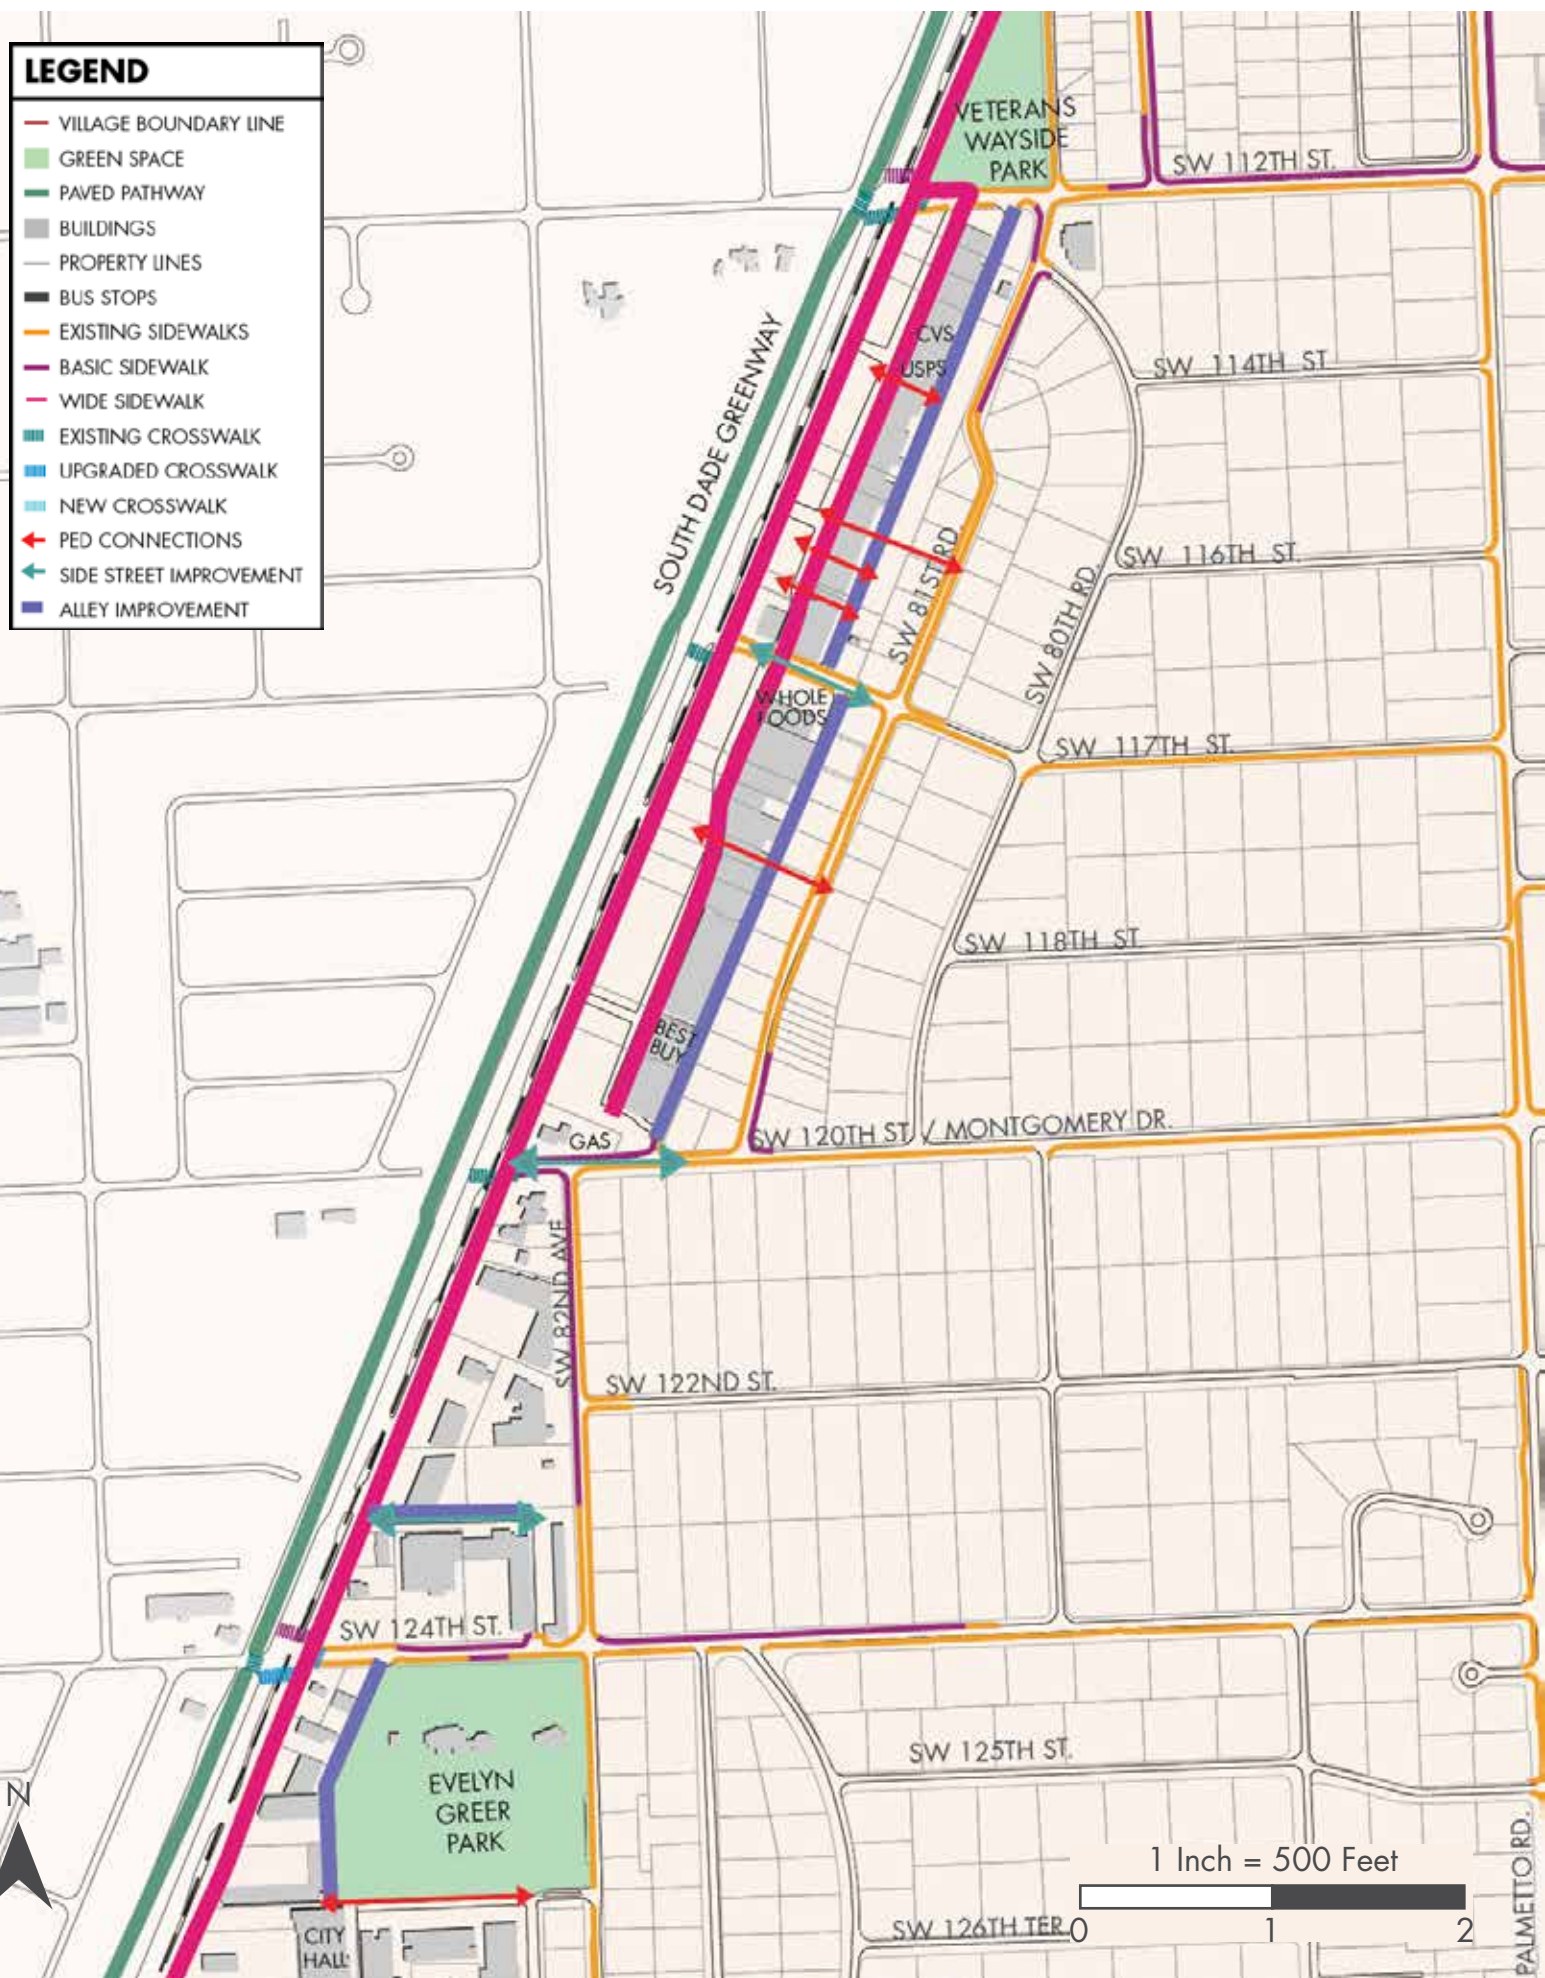 LEGEND
VILLAGE BOUNDARY LINE
GREEN SPACE
PAVED PATHWAY
BUILDINGS
PROPERTY LINES
BUS STOPS
EXISTING SIDEWALKS
BASIC SIDEWALK
WIDE SIDEWALK
EXISTING CROSSWALK
UPGRADED CROSSWALK
NEW CROSSWALK
PED CONNECTIONS
SIDE STREET IMPROVEMENT
ALLEY IMPROVEMENT
VETERANS
WAYSIDE
PARK
SW 112TH ST.
SOUTH DADE GREENWAY
CVS
USPS
SW 114TH ST
SW 81ST RD.
SW 80TH RD.
SW 116TH ST.
WHOLE
FOODS
SW 117TH ST.
SW 118TH ST.
BEST
BUY
GAS
SW 120TH ST. / MONTGOMERY DR.
SW 82ND AVE
SW 122ND ST.
SW 124TH ST.
EVELYN
GREER
PARK
SW 125TH ST.
N
1 Inch = 500 Feet
0 1 2
SW 126TH TER
PALMETTO RD.
CITY
HALL